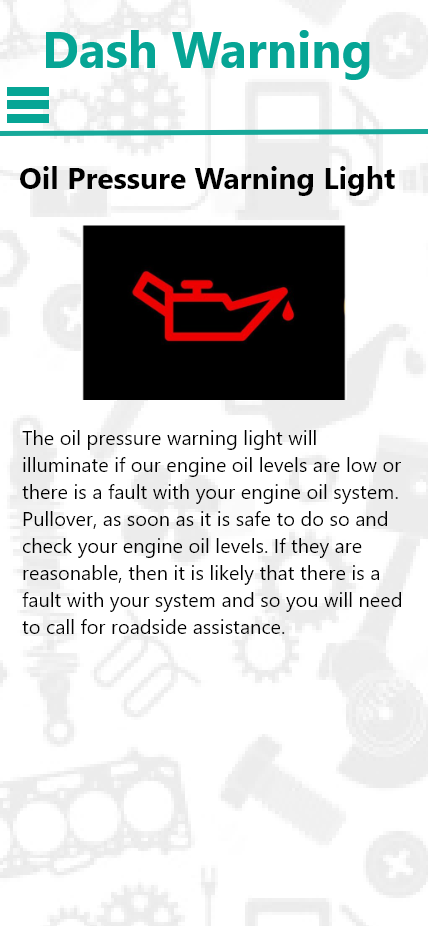 Dash Warning
Oil Pressure Warning Light
The oil pressure warning light will
illuminate if our engine oil levels are low or
there is a fault with your engine oil system.
Pullover, as soon as it is safe to do so and
check your engine oil levels. If they are
reasonable, then it is likely that there is a
fault with your system and so you will need
to call for roadside assistance.